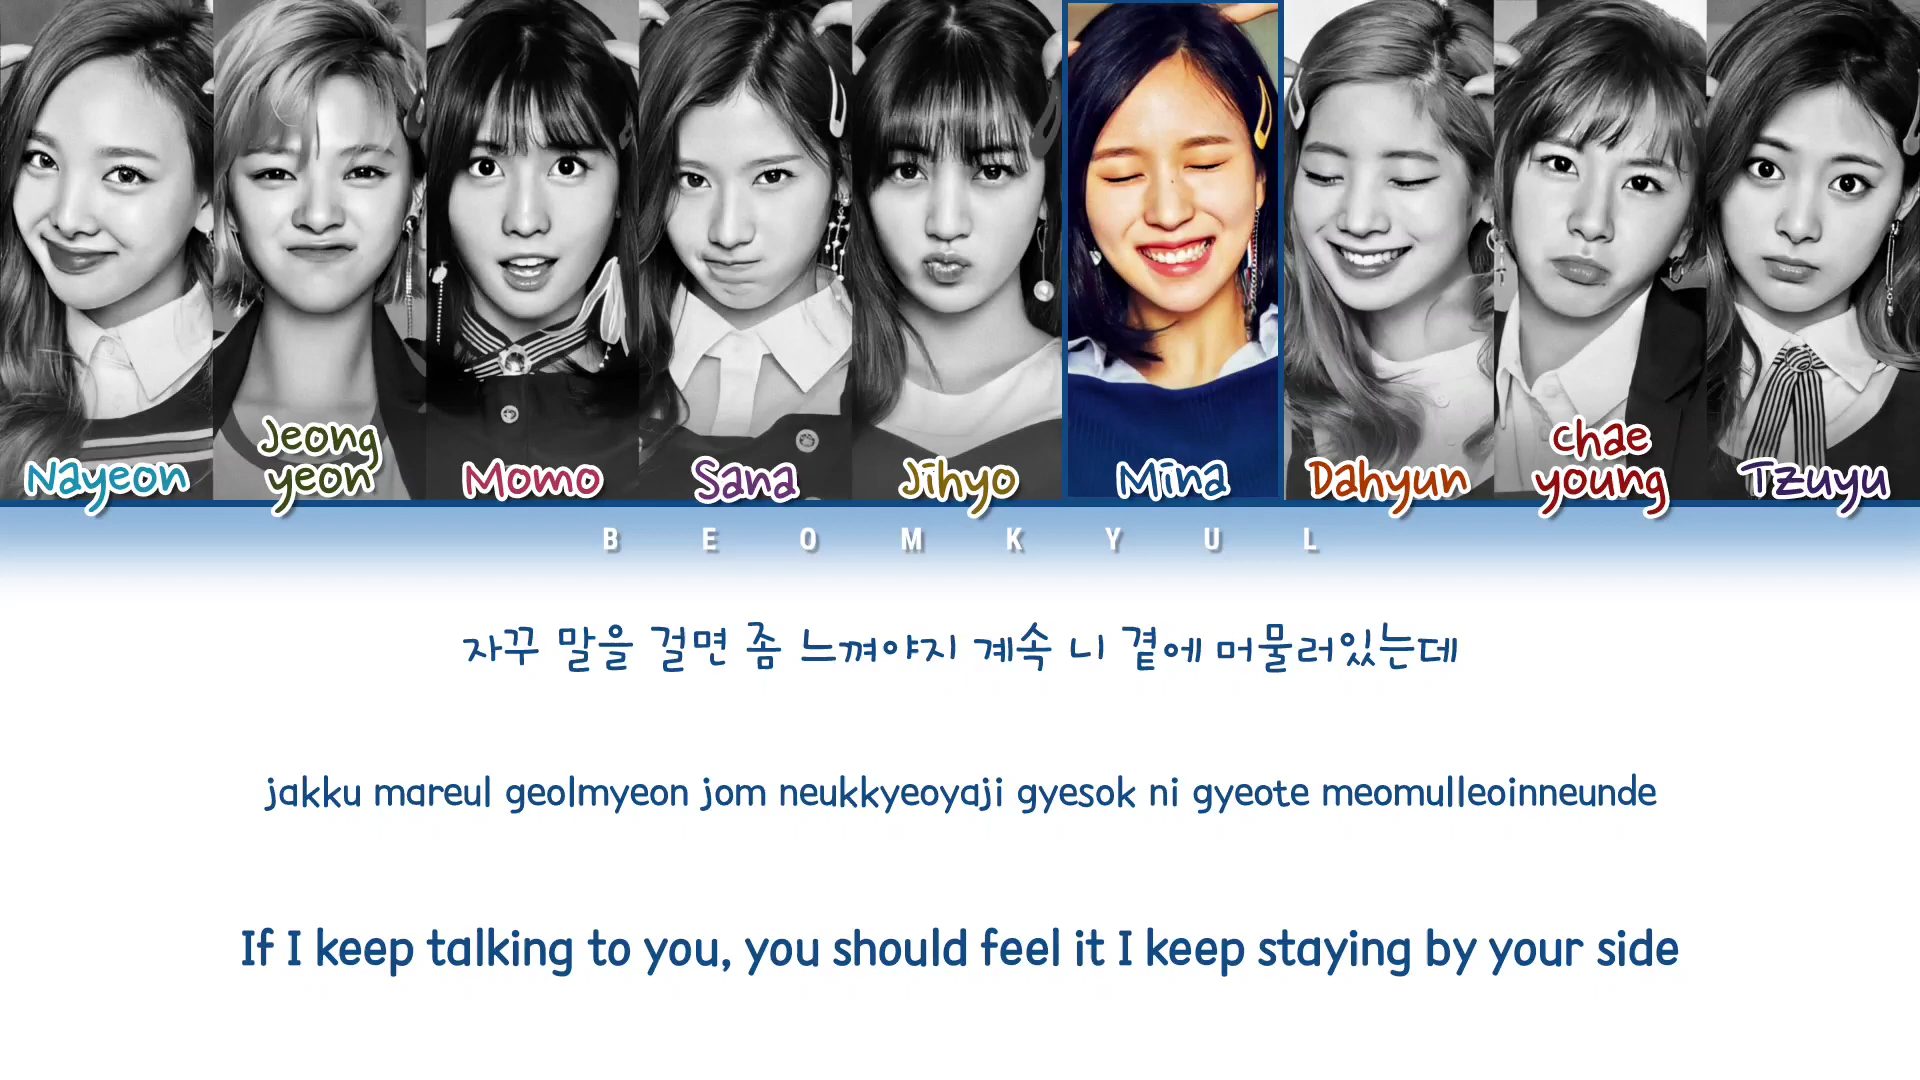 Nayeon
Jeong
yeon
Momo
Sana
Jihyo
Mina
Dahyun
chae
young
Tzuyu
BEOMKYUL
자꾸 말을 걸면 좀 느껴야지 계속 니 곁에 머물러있는데
jakku mareul geolmyeon jom neukkyeoyaji gyesok ni gyeote meomulleoinneunde
If I keep talking to you, you should feel it I keep staying by your side